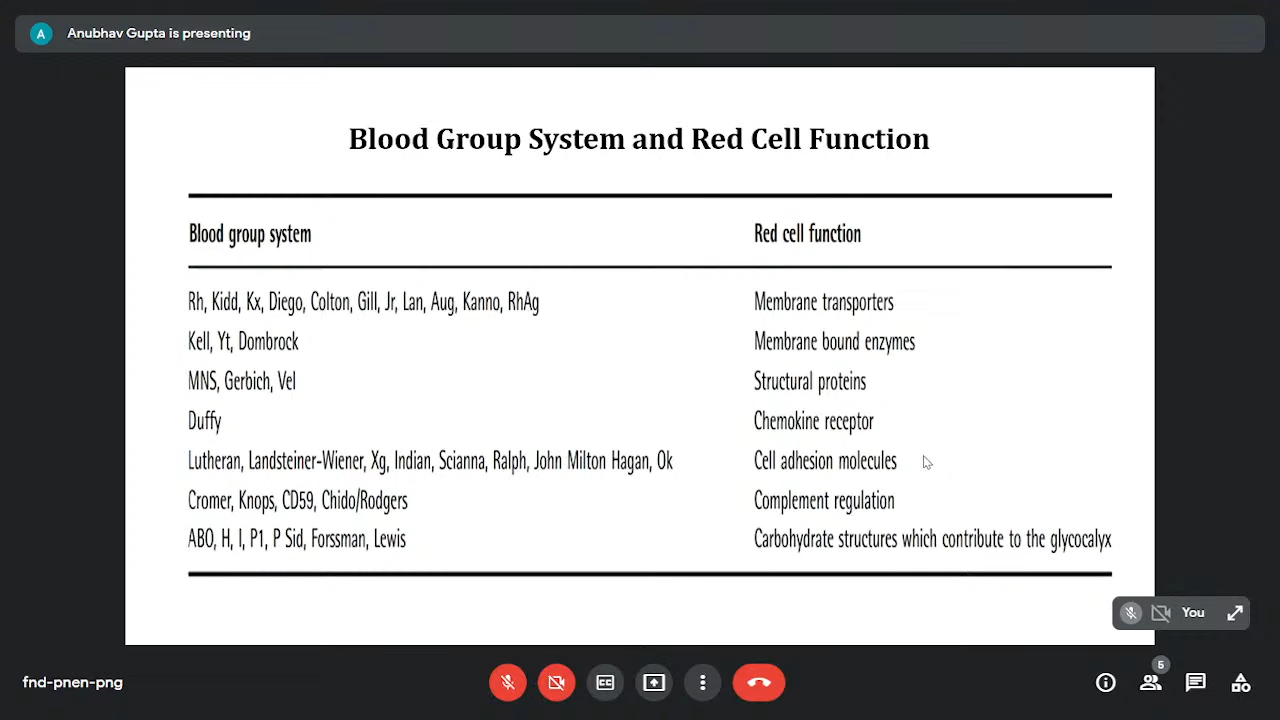 A Anubhav Gupta is presenting
Blood Group System and Red Cell Function
Blood group system Red cell function
Rh, Kidd, Kx, Diego, Colton, Gill, Jr, Lan, Aug, Kanno, RhAg Membrane transporters
Kell, Yt, Dombrock Membrane bound enzymes
MNS, Gerbich, Vel Structural proteins
Duffy Chemokine receptor
Lutheran, Landsteiner-Wiener, Xg, Indian, Scianna, Ralph, John Milton Hagan, Ok Cell adhesion molecules
Cromer, Knops, CD59, Chido/Rodgers Complement regulation
ABO, H, I, P1, P Sid, Forssman, Lewis Carbohydrate structures which contribute to the glycocalyx
You
fnd-pnen-png CC 5